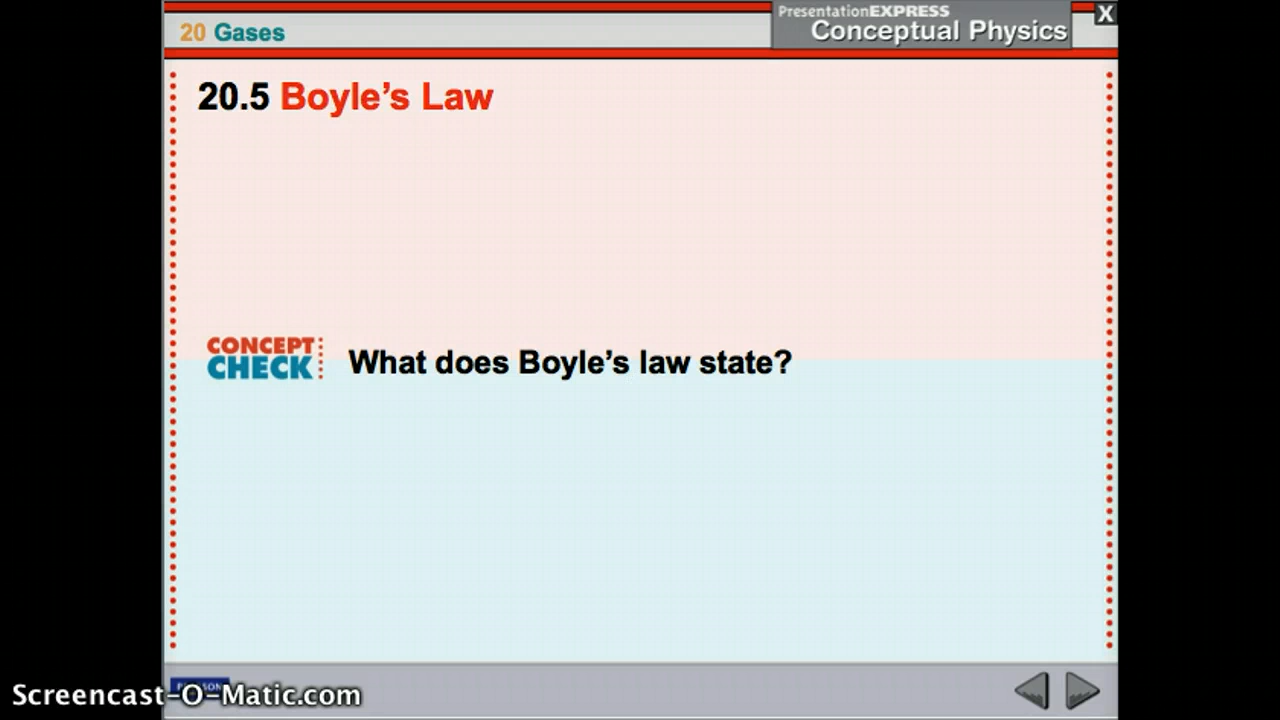 20 Gases
PresentationEXPRESS
Conceptual Physics
X
20.5 Boyle's Law
CONCEPT
CHECK
What does Boyle's law state?
Screencast-O-Matic.com